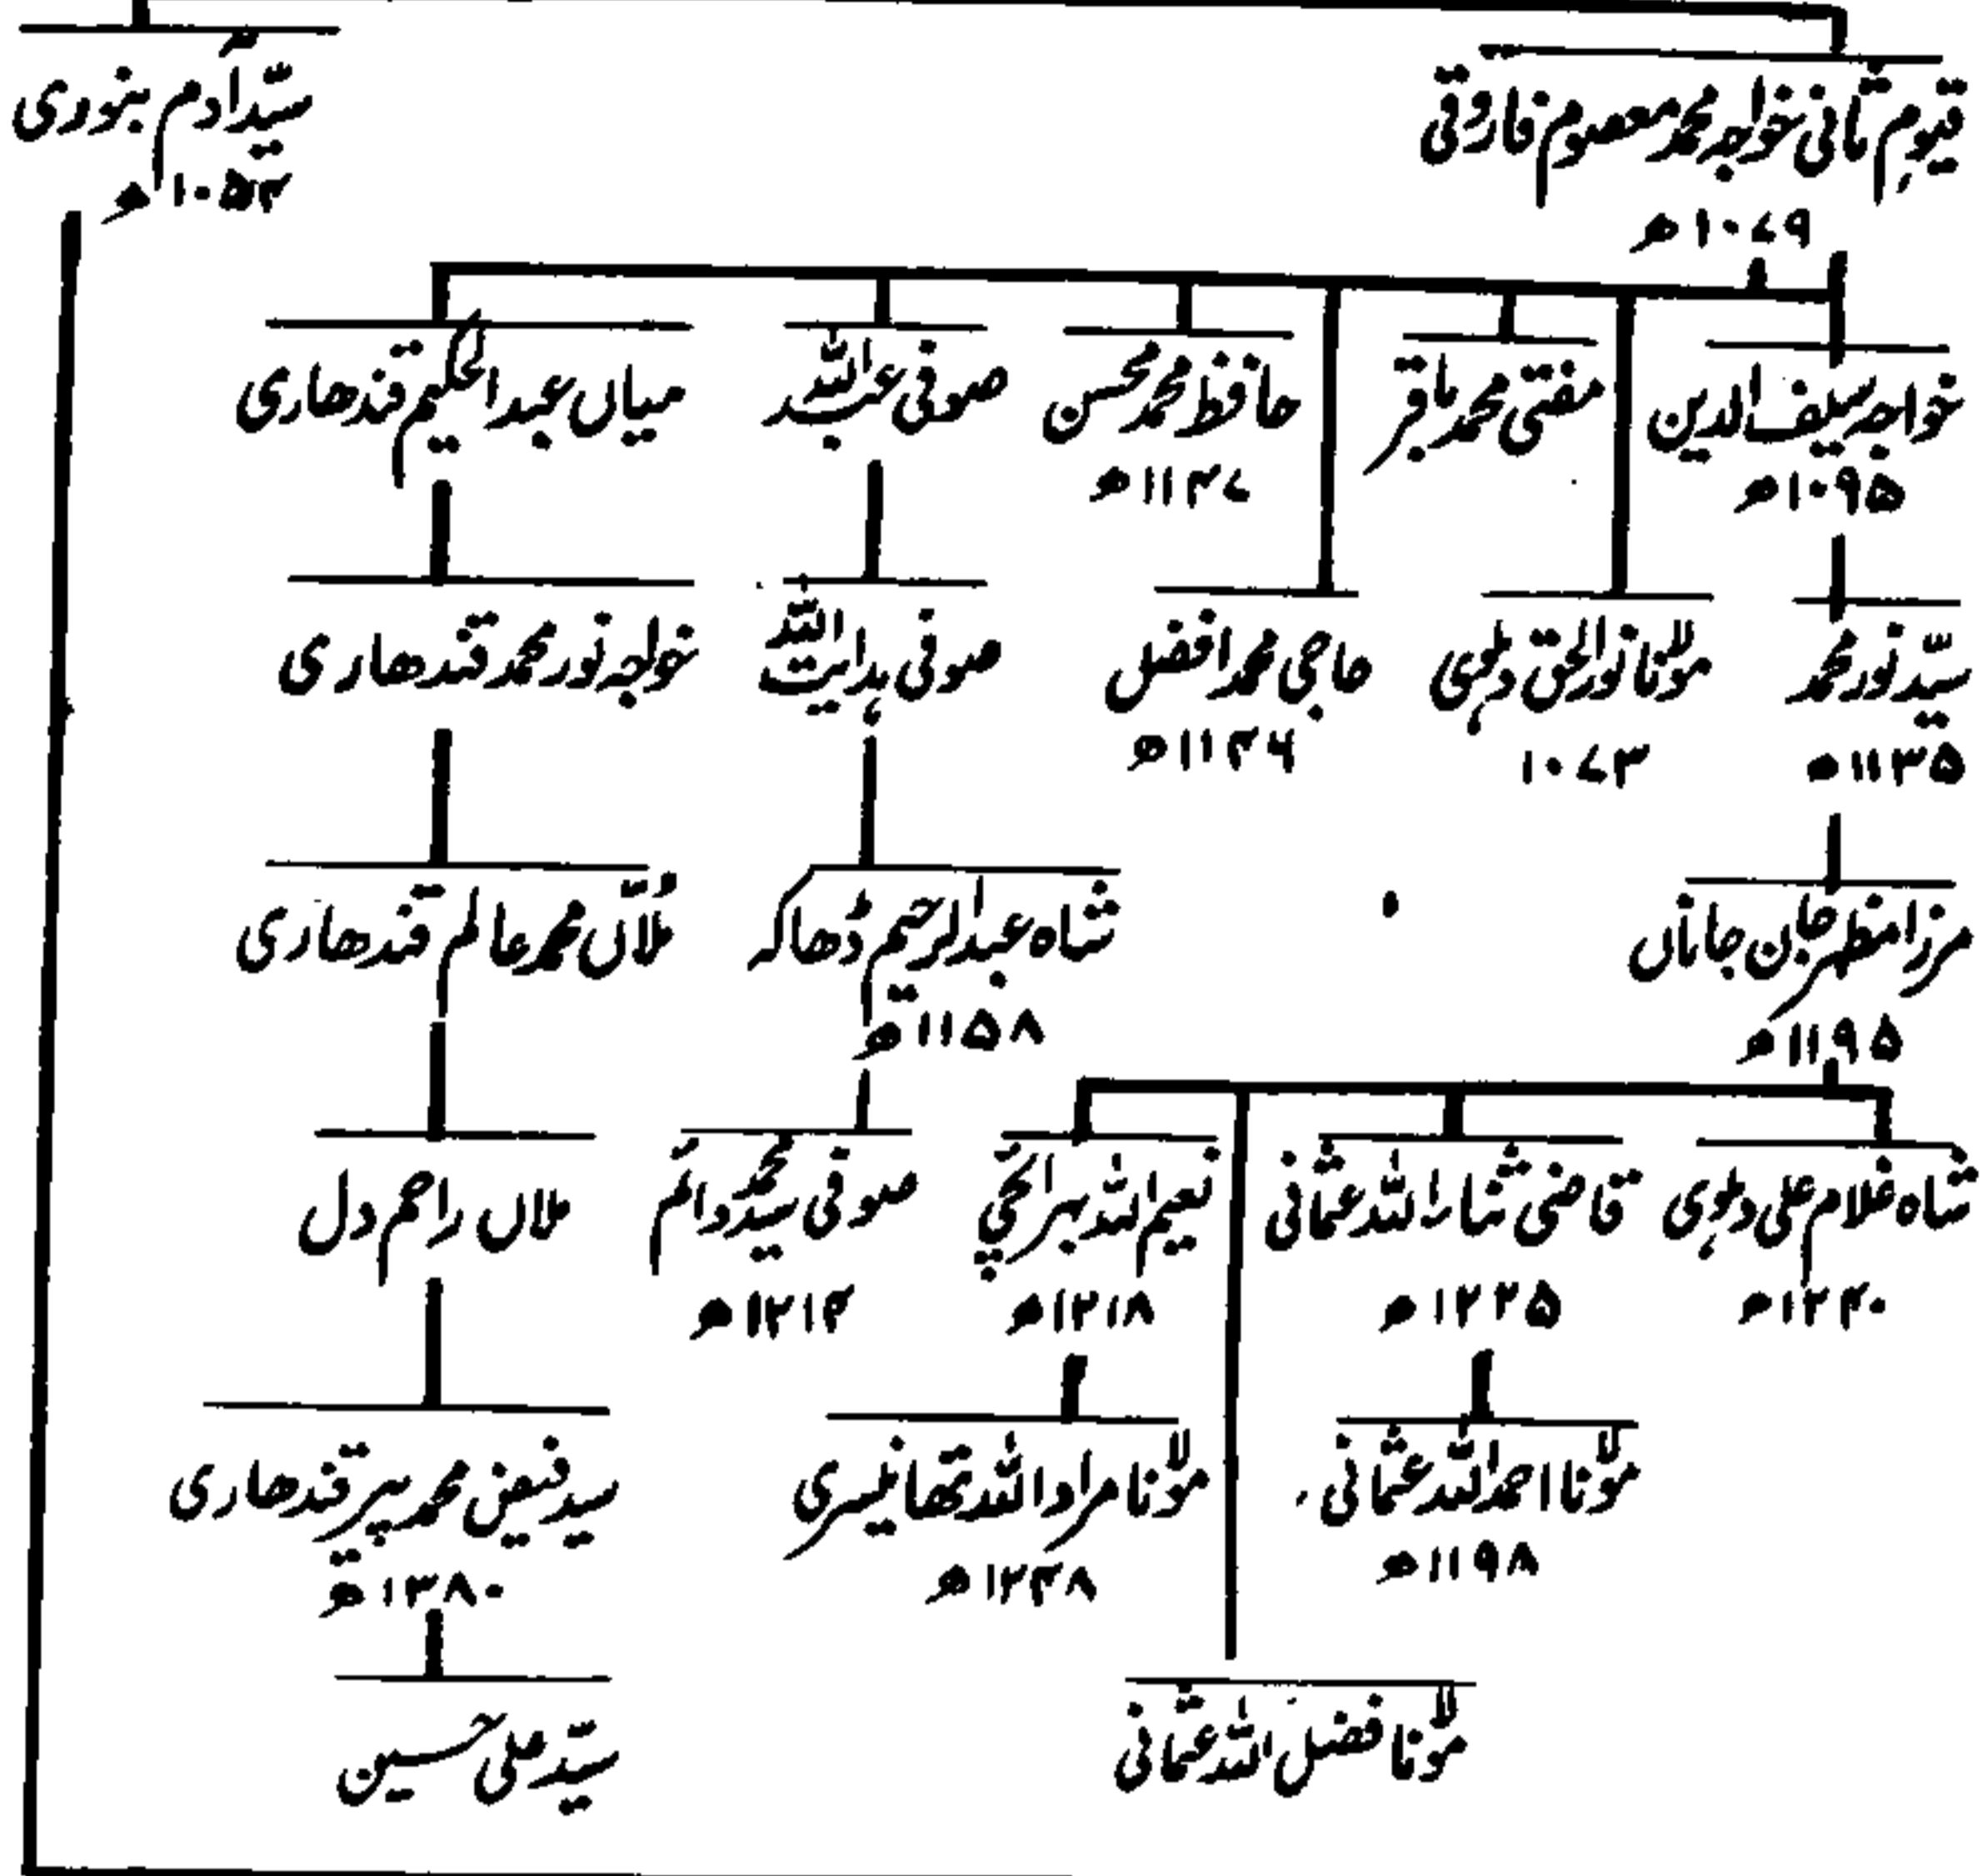 قیومِ ثانی خواجہ محمد معصوم فاروقی
۱۰۷۹ھ
سیّد آدم بنوری
۱۰۵۳ھ
خواجہ سیف الدین
۱۰۹۵ھ
مفتی محمد باقر
حافظ محمد محسن
۱۱۴۷ھ
صوفی عبداللہ
میاں عبدالحکیم قندھاری
سیّد نور محمد
۱۱۳۵ھ
مولانا نورالحق دہلوی
۱۰۷۳
حاجی محمد افضل
۱۱۴۶ھ
صوفی ہدایت اللہ
خواجہ نور محمد قندھاری
مرزا مظہر جان جاناں
۱۱۹۵ھ
شاہ عبدالرحیم ڈھاکہ
۱۱۵۸ھ
ملّاں محمد عالم قندھاری
شاہ غلام علی دہلوی
۱۲۴۰ھ
قاضی ثناء اللہ عثمانی
۱۲۲۵ھ
نعیم اللہ بہرائچی
۱۲۱۸ھ
صوفی محمد سید دائم
۱۲۱۴ھ
ملاں راحم دل
مولانا احمد اللہ عثمانی
۱۱۹۸ھ
مولانا مراد اللہ تھانیسری
۱۲۴۸ھ
سید فیض محمد پیر قندھاری
۱۳۸۰ھ
مولانا فضل اللہ عثمانی
سیّد علی حسین